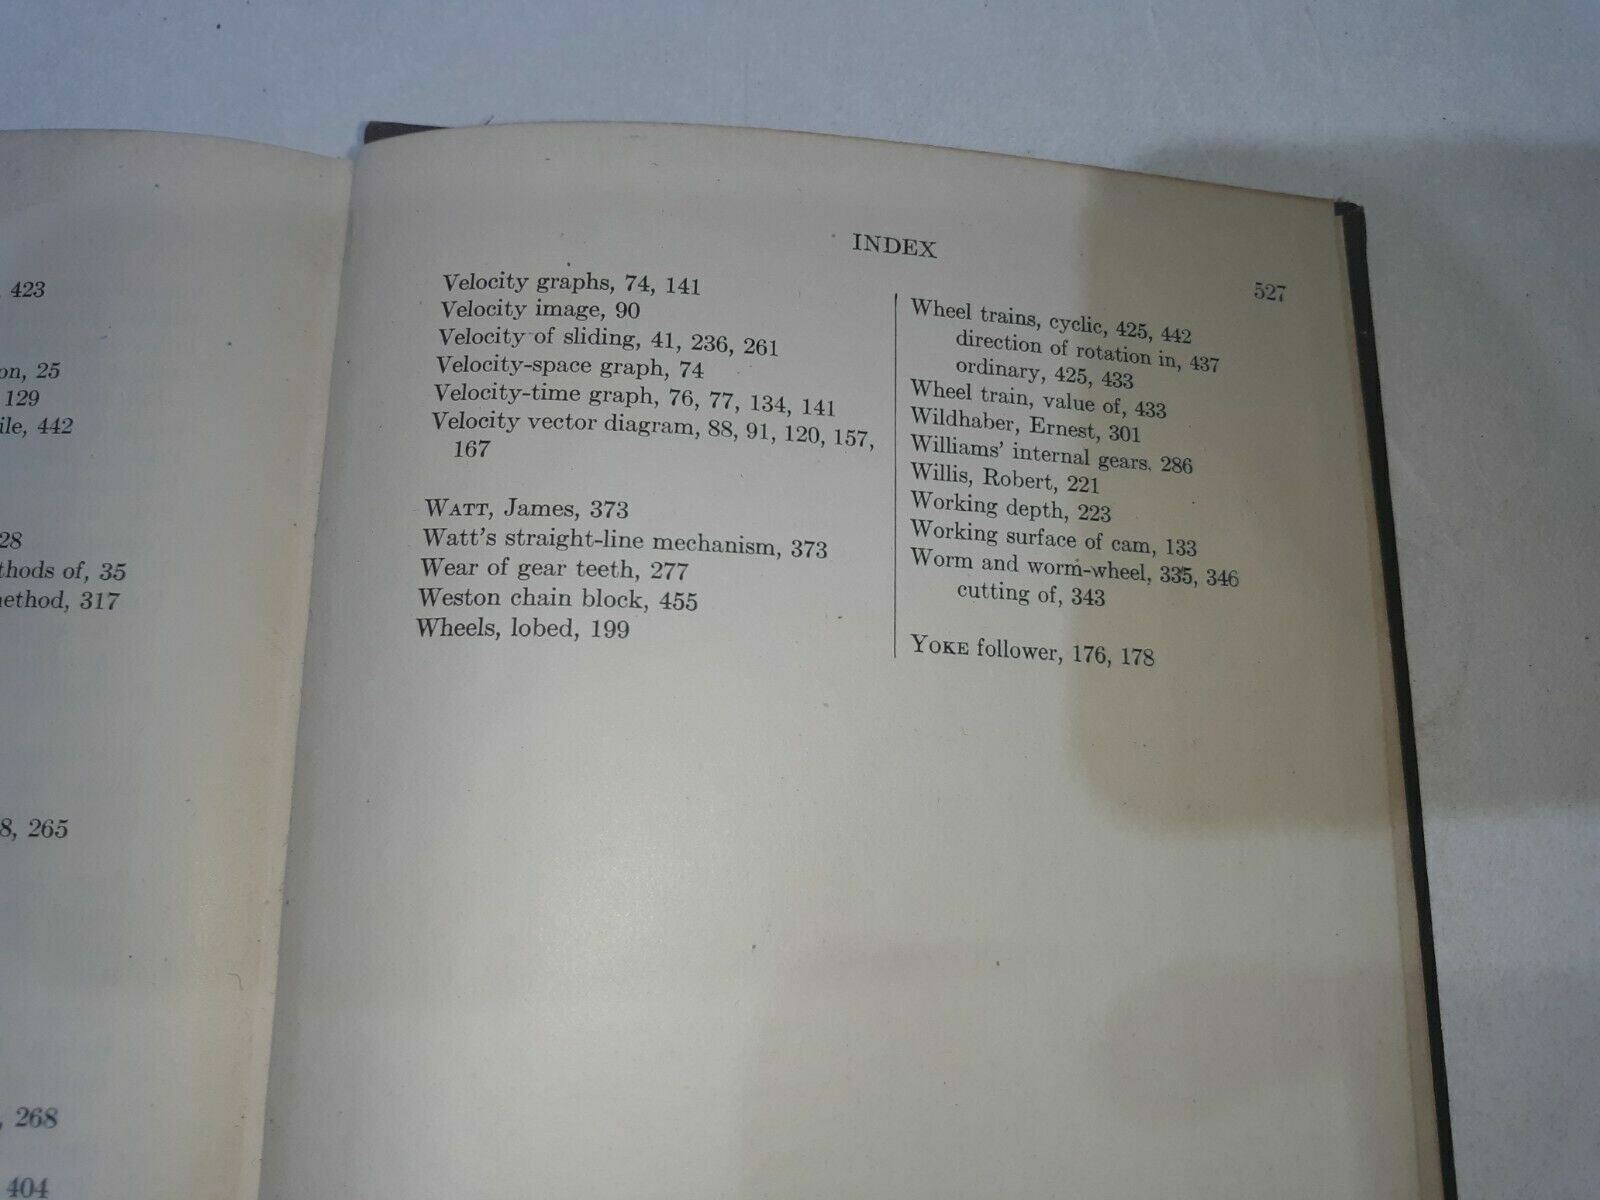 423
25
129
442
28
of, 35
317
265
268
404
INDEX
527
Velocity graphs, 74, 141
Velocity image, 90
Velocity of sliding, 41, 236, 261
Velocity-space graph, 74
Velocity-time graph, 76, 77, 134, 141
Velocity vector diagram, 88, 91, 120, 157,
167
WATT, James, 373
Watt's straight-line mechanism, 373
Wear of gear teeth, 277
Weston chain block, 455
Wheels, lobed, 199
Wheel trains, cyclic, 425, 442
direction of rotation in, 437
ordinary, 425, 433
Wheel train, value of, 433
Wildhaber, Ernest, 301
Williams' internal gears, 286
Willis, Robert, 221
Working depth, 223
Working surface of cam, 133
Worm and worm-wheel, 335, 346
cutting of, 343
YOKE follower, 176, 178